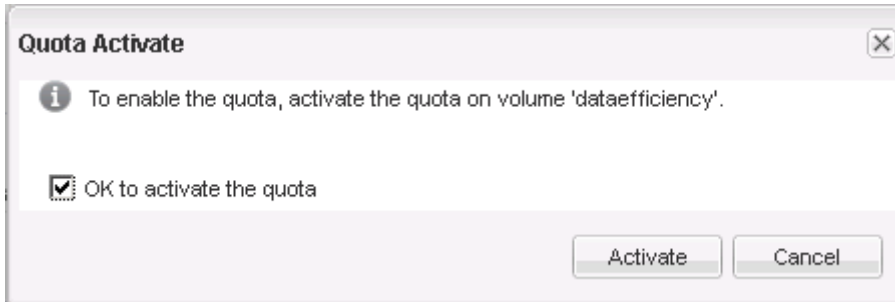 Quota Activate
To enable the quota, activate the quota on volume 'dataefficiency'.
OK to activate the quota
Activate Cancel